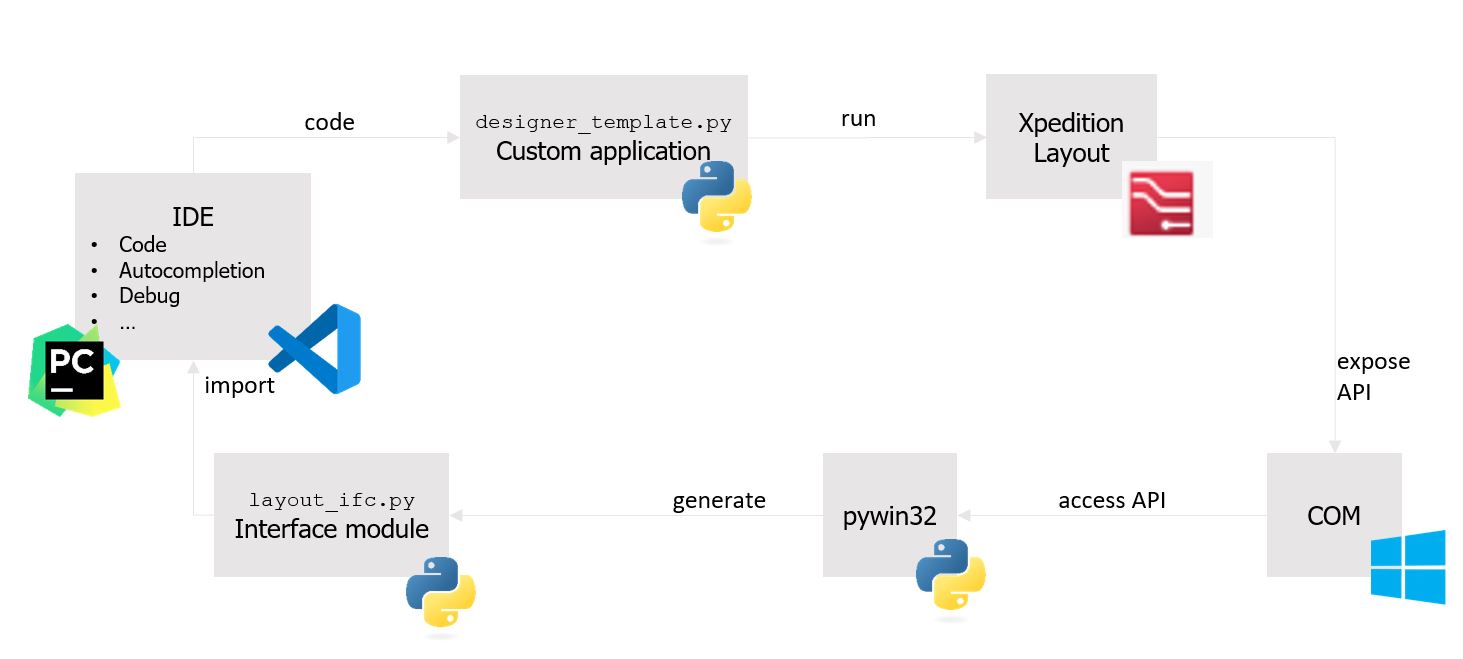 code
designer_template.py
Custom application
run
Xpedition
Layout
IDE
• Code
• Autocompletion
• Debug
• ...
PC
import
expose
API
layout_ifc.py
Interface module
generate
pywin32
access API
COM